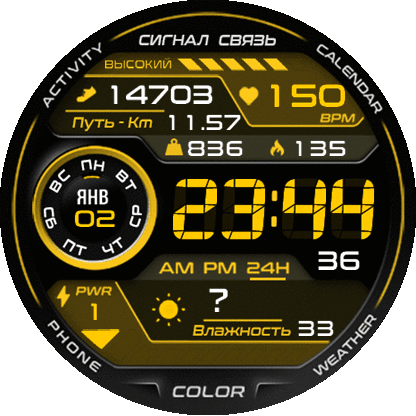 СИГНАЛ СВЯЗЬ
ACTIVITY
CALENDAR
ВЫСОКИЙ
14703
150
BPM
Путь - Km
11.57
836
135
ПН
ВТ
СР
ЧТ
ПТ
СБ
ВС
ЯНВ
02
23:44
36
AM PM 24H
PWR
1
?
Влажность 33
PHONE
WEATHER
COLOR